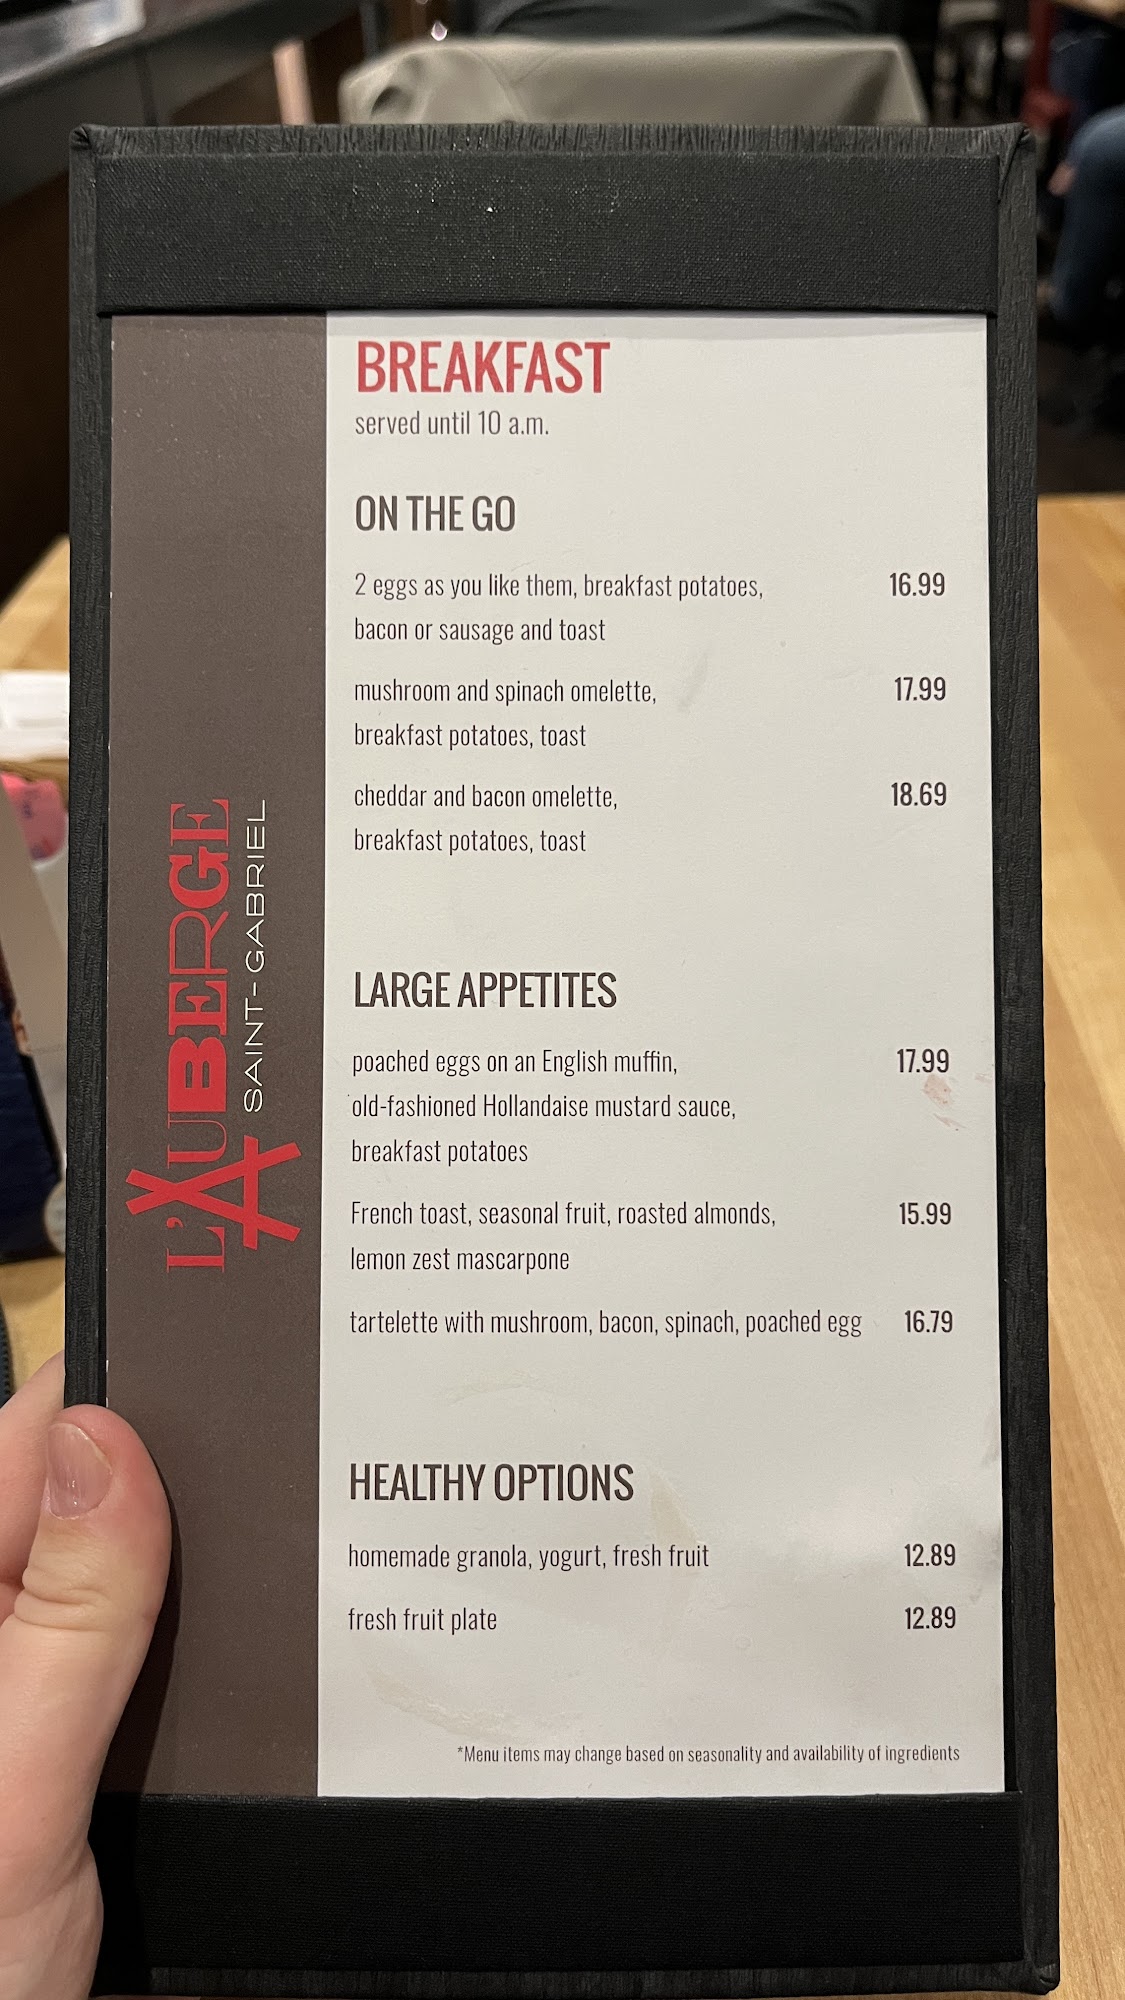 BREAKFAST
served until 10 a.m.
ON THE GO
2 eggs as you like them, breakfast potatoes, 16.99
bacon or sausage and toast
mushroom and spinach omelette, 17.99
breakfast potatoes, toast
cheddar and bacon omelette, 18.69
breakfast potatoes, toast
LARGE APPETITES
poached eggs on an English muffin, 17.99
old-fashioned Hollandaise mustard sauce,
breakfast potatoes
French toast, seasonal fruit, roasted almonds, 15.99
lemon zest mascarpone
tartelette with mushroom, bacon, spinach, poached egg 16.79
HEALTHY OPTIONS
homemade granola, yogurt, fresh fruit 12.89
fresh fruit plate 12.89
*Menu items may change based on seasonality and availability of ingredients
L'AUBERGE
SAINT-GABRIEL